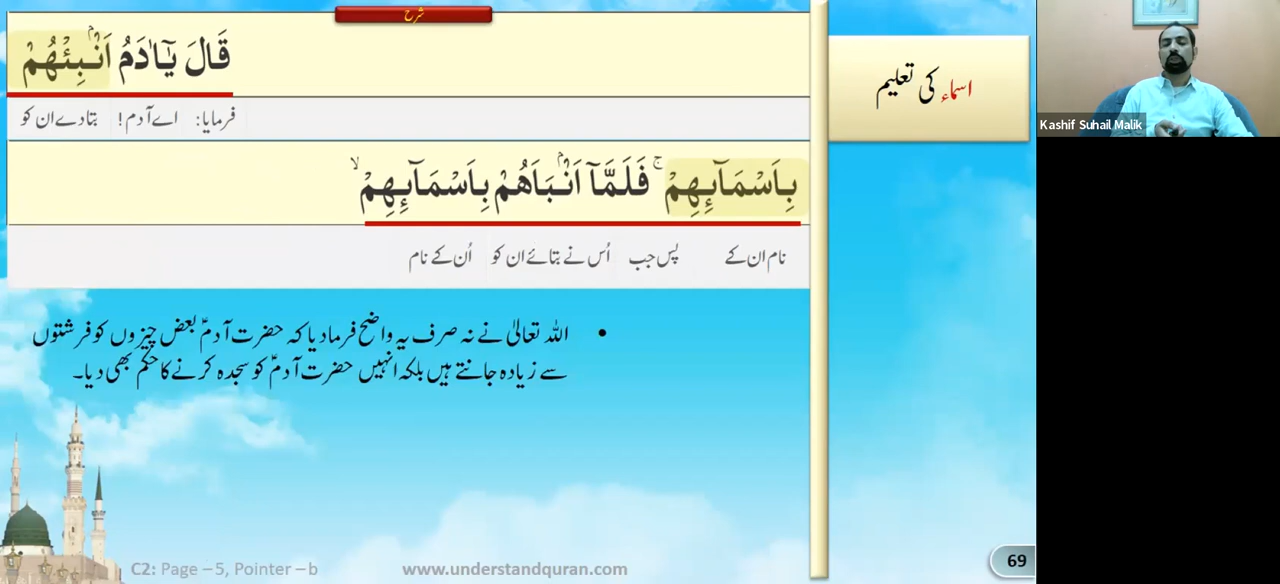 شرح
قَالَ يٰٓاٰدَمُ اَنْۢبِئْهُمْ
فرمایا: اے آدم! بتادے ان کو
بِاَسْمَآئِهِمْ ۚ فَلَمَّآ اَنْۢبَاَهُمْ بِاَسْمَآئِهِمْ ۙ
نام ان کے پس جب اُس نے بتائے ان کو اُن کے نام
• اللہ تعالیٰ نے نہ صرف یہ واضح فرمادیا کہ حضرت آدمؑ بعض چیزوں کو فرشتوں
سے زیادہ جانتے ہیں بلکہ انہیں حضرت آدمؑ کو سجدہ کرنے کا حکم بھی دیا۔
اسماء کی تعلیم
Kashif Suhail Malik
C2: Page –5, Pointer –b
www.understandquran.com
69